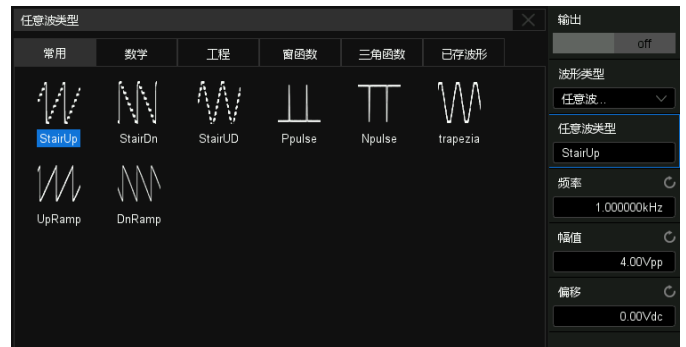 任意波类型
常用 数学 工程 窗函数 三角函数 已存波形
StairUp StairDn StairUD Ppulse Npulse trapezia
UpRamp DnRamp
输出
off
波形类型
任意波...
任意波类型
StairUp
频率
1.000000kHz
幅值
4.00Vpp
偏移
0.00Vdc